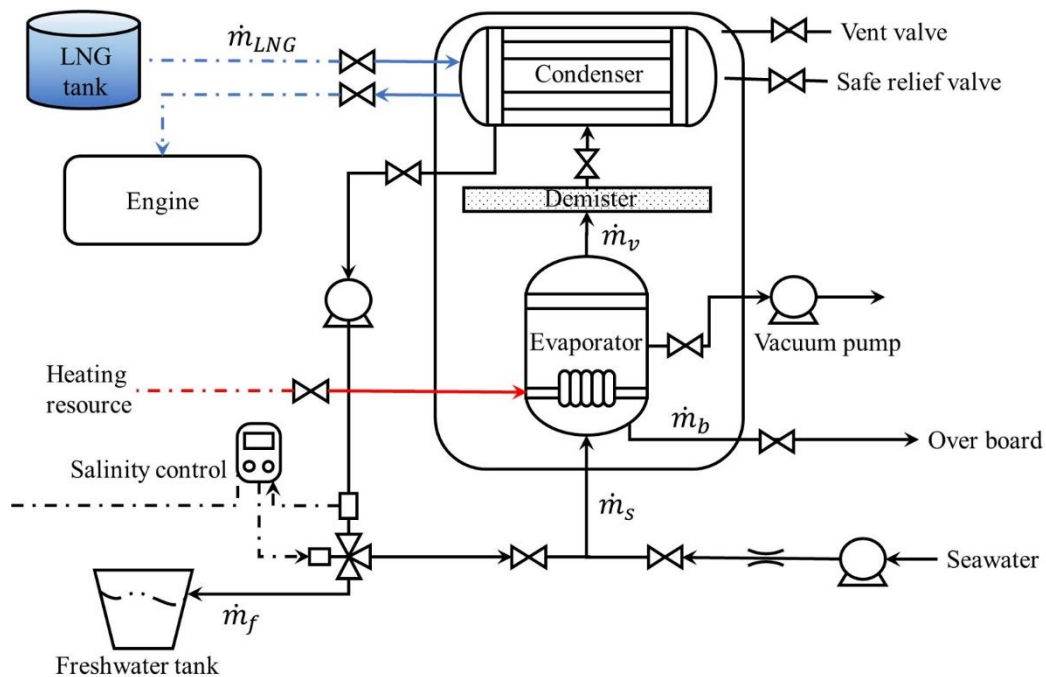 LNG
tank
ṁ_LNG
Condenser
Vent valve
Safe relief valve
Engine
Demister
ṁ_v
Evaporator
Vacuum pump
Heating
resource
ṁ_b
Over board
Salinity control
ṁ_s
Seawater
ṁ_f
Freshwater tank